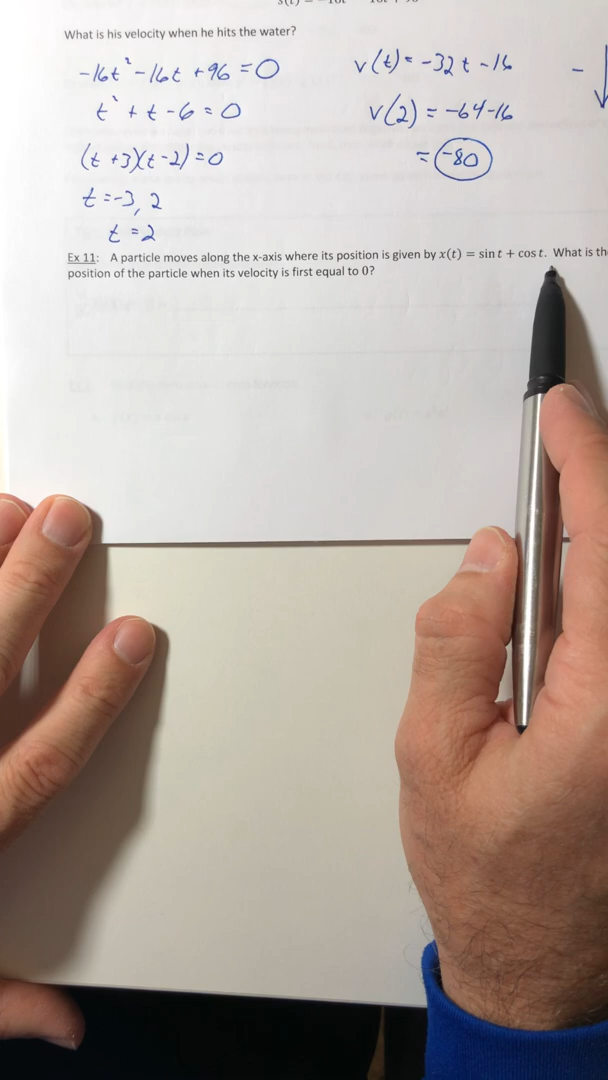 What is his velocity when he hits the water?
-16t² - 16t + 96 = 0
t² + t - 6 = 0
(t + 3)(t - 2) = 0
t = -3, 2
t = 2
v(t) = -32t - 16
v(2) = -64 - 16
= -80
Ex 11: A particle moves along the x-axis where its position is given by x(t) = sin t + cos t. What is the
position of the particle when its velocity is first equal to 0?